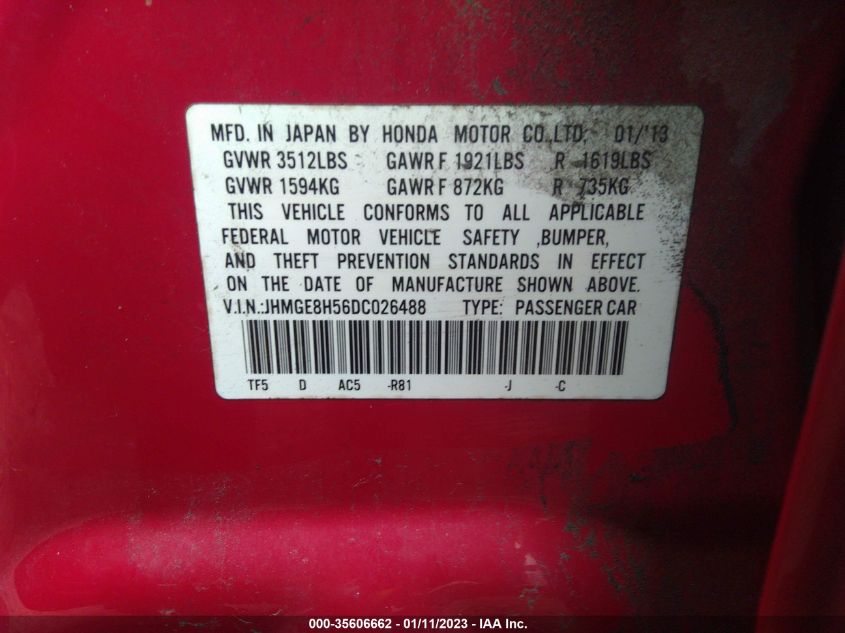 MFD. IN JAPAN BY HONDA MOTOR CO.,LTD, 01/'13
GVWR 3512LBS GAWR F 1921LBS R 1619LBS
GVWR 1594KG GAWR F 872KG R 735KG
THIS VEHICLE CONFORMS TO ALL APPLICABLE
FEDERAL MOTOR VEHICLE SAFETY ,BUMPER,
AND THEFT PREVENTION STANDARDS IN EFFECT
ON THE DATE OF MANUFACTURE SHOWN ABOVE.
V.I.N.:JHMGE8H56DC026488 TYPE: PASSENGER CAR
TF5 D AC5 -R81 -J -C
000-35606662 - 01/11/2023 - IAA Inc.